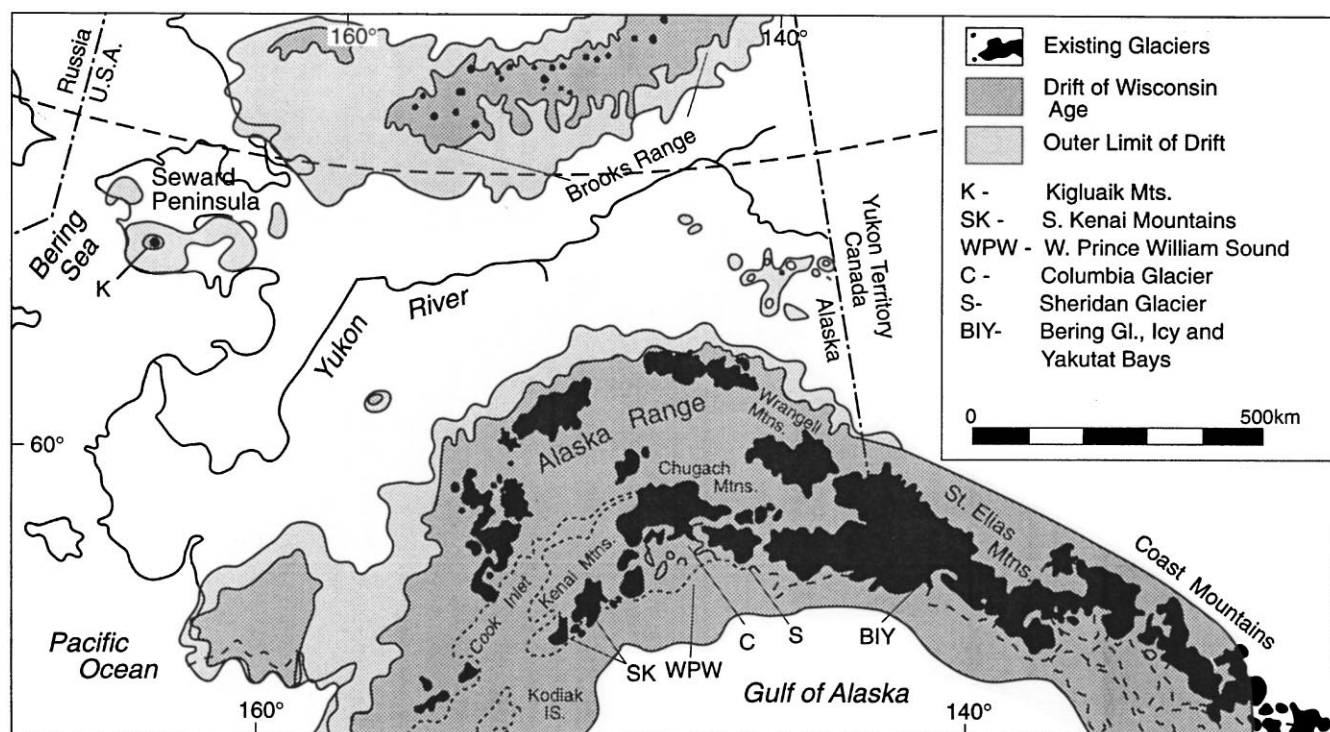 160°
140°
Russia
U.S.A.
Seward
Peninsula
Bering
Sea
K
Brooks Range
Yukon
River
Yukon Territory
Canada
Alaska
60°
Alaska Range
Wrangell
Mtns.
Chugach
Mtns.
St. Elias
Mtns.
Coast Mountains
Kenai Mtns.
Cook Inlet
Kodiak
IS.
SK
WPW
C
S
BIY
Pacific
Ocean
Gulf of Alaska
160°
140°
Existing Glaciers
Drift of Wisconsin
Age
Outer Limit of Drift
K - Kigluaik Mts.
SK - S. Kenai Mountains
WPW - W. Prince William Sound
C - Columbia Glacier
S- Sheridan Glacier
BIY- Bering Gl., Icy and
Yakutat Bays
0 500km